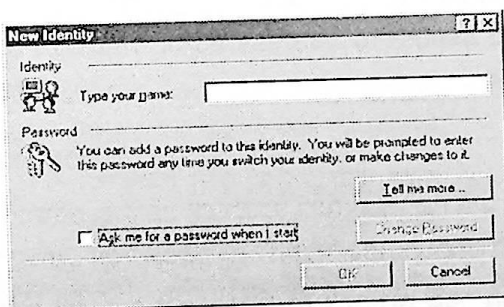 New Identity
Identity
Type your name:
Password
You can add a password to this identity. You will be prompted to enter
this password any time you switch your identity, or make changes to it.
Tell me more ..
Ask me for a password when I start
Change Password
OK
Cancel